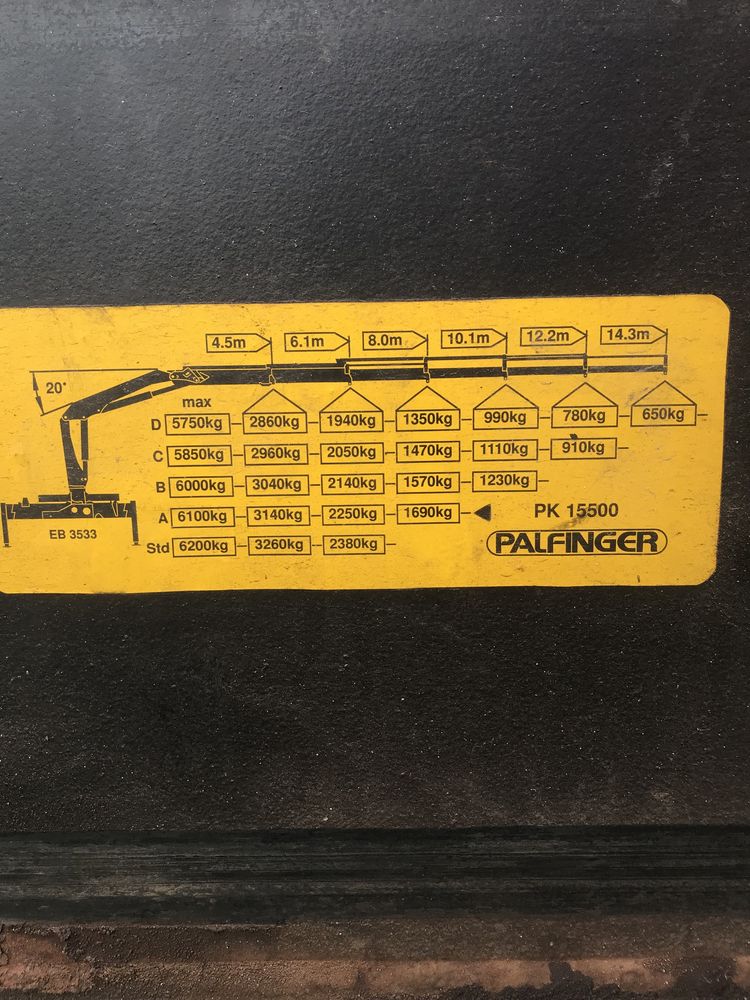 4.5m 6.1m 8.0m 10.1m 12.2m 14.3m
20°
max
D 5750kg 2860kg 1940kg 1350kg 990kg 780kg 650kg
C 5850kg 2960kg 2050kg 1470kg 1110kg 910kg
B 6000kg 3040kg 2140kg 1570kg 1230kg
A 6100kg 3140kg 2250kg 1690kg PK 15500
EB 3533
Std 6200kg 3260kg 2380kg PALFINGER